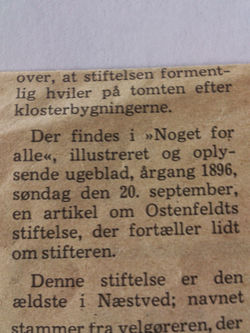 over, at stiftelsen forment-
lig hviler på tomten efter
klosterbygningerne.
Der findes i »Noget for
alle«, illustreret og oply-
sende ugeblad, årgang 1896,
søndag den 20. september,
en artikel om Ostenfeldts
stiftelse, der fortæller lidt
om stifteren.
Denne stiftelse er den
ældste i Næstved; navnet
stammer fra velgøreren, der